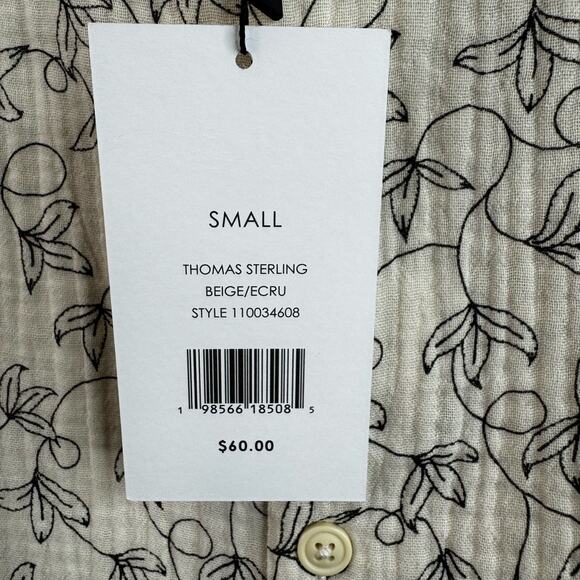 SMALL
THOMAS STERLING
BEIGE/ECRU
STYLE 110034608
1 98566 18508 5
$60.00